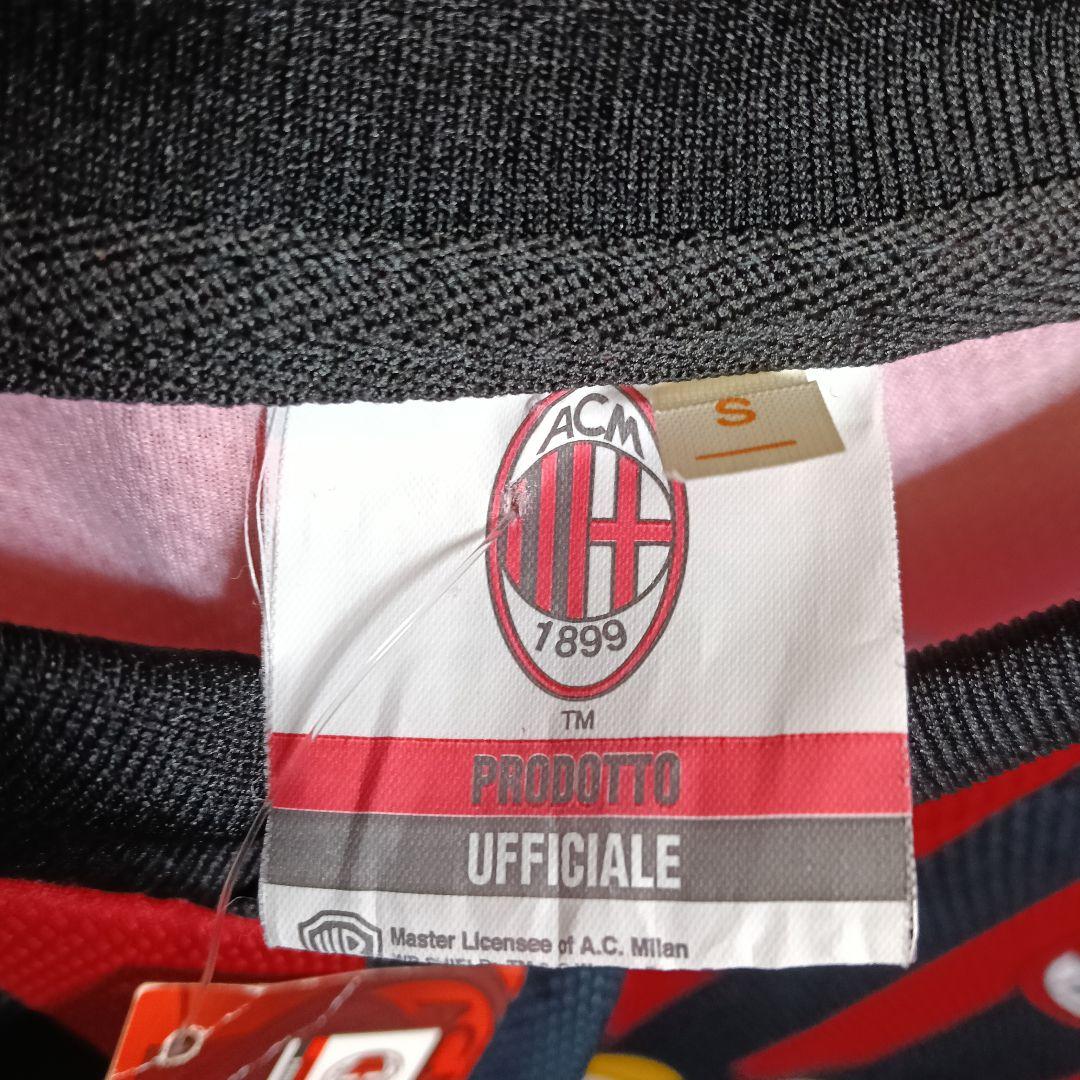 ACM
S
1899
TM
PRODOTTO
UFFICIALE
Master Licensee of A.C. Milan